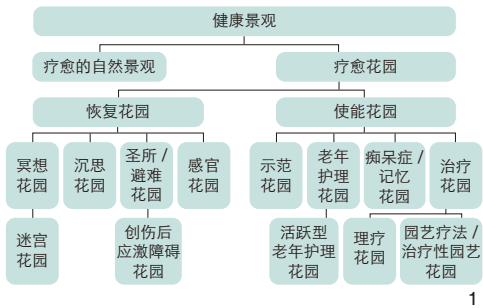 健康景观
疗愈的自然景观
疗愈花园
恢复花园
使能花园
冥想
花园
沉思
花园
圣所 /
避难
花园
感官
花园
示范
花园
老年
护理
花园
痴呆症 /
记忆
花园
治疗
花园
迷宫
花园
创伤后
应激障碍
花园
活跃型
老年护理
花园
理疗
花园
园艺疗法 /
治疗性园艺
花园
1